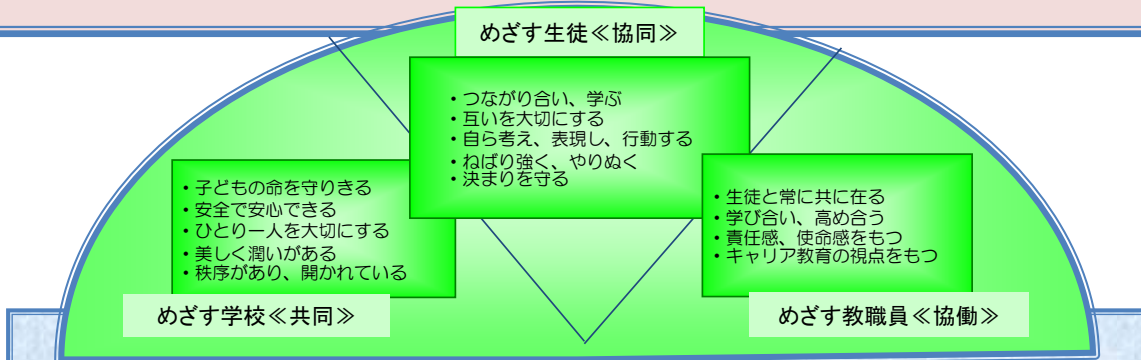 めざす生徒≪協同≫
・つながり合い、学ぶ
・互いを大切にする
・自ら考え、表現し、行動する
・ねばり強く、やりぬく
・決まりを守る
・子どもの命を守りきる
・安全で安心できる
・ひとり一人を大切にする
・美しく潤いがある
・秩序があり、開かれている
めざす学校≪共同≫
・生徒と常に共に在る
・学び合い、高め合う
・責任感、使命感をもつ
・キャリア教育の視点をもつ
めざす教職員≪協働≫